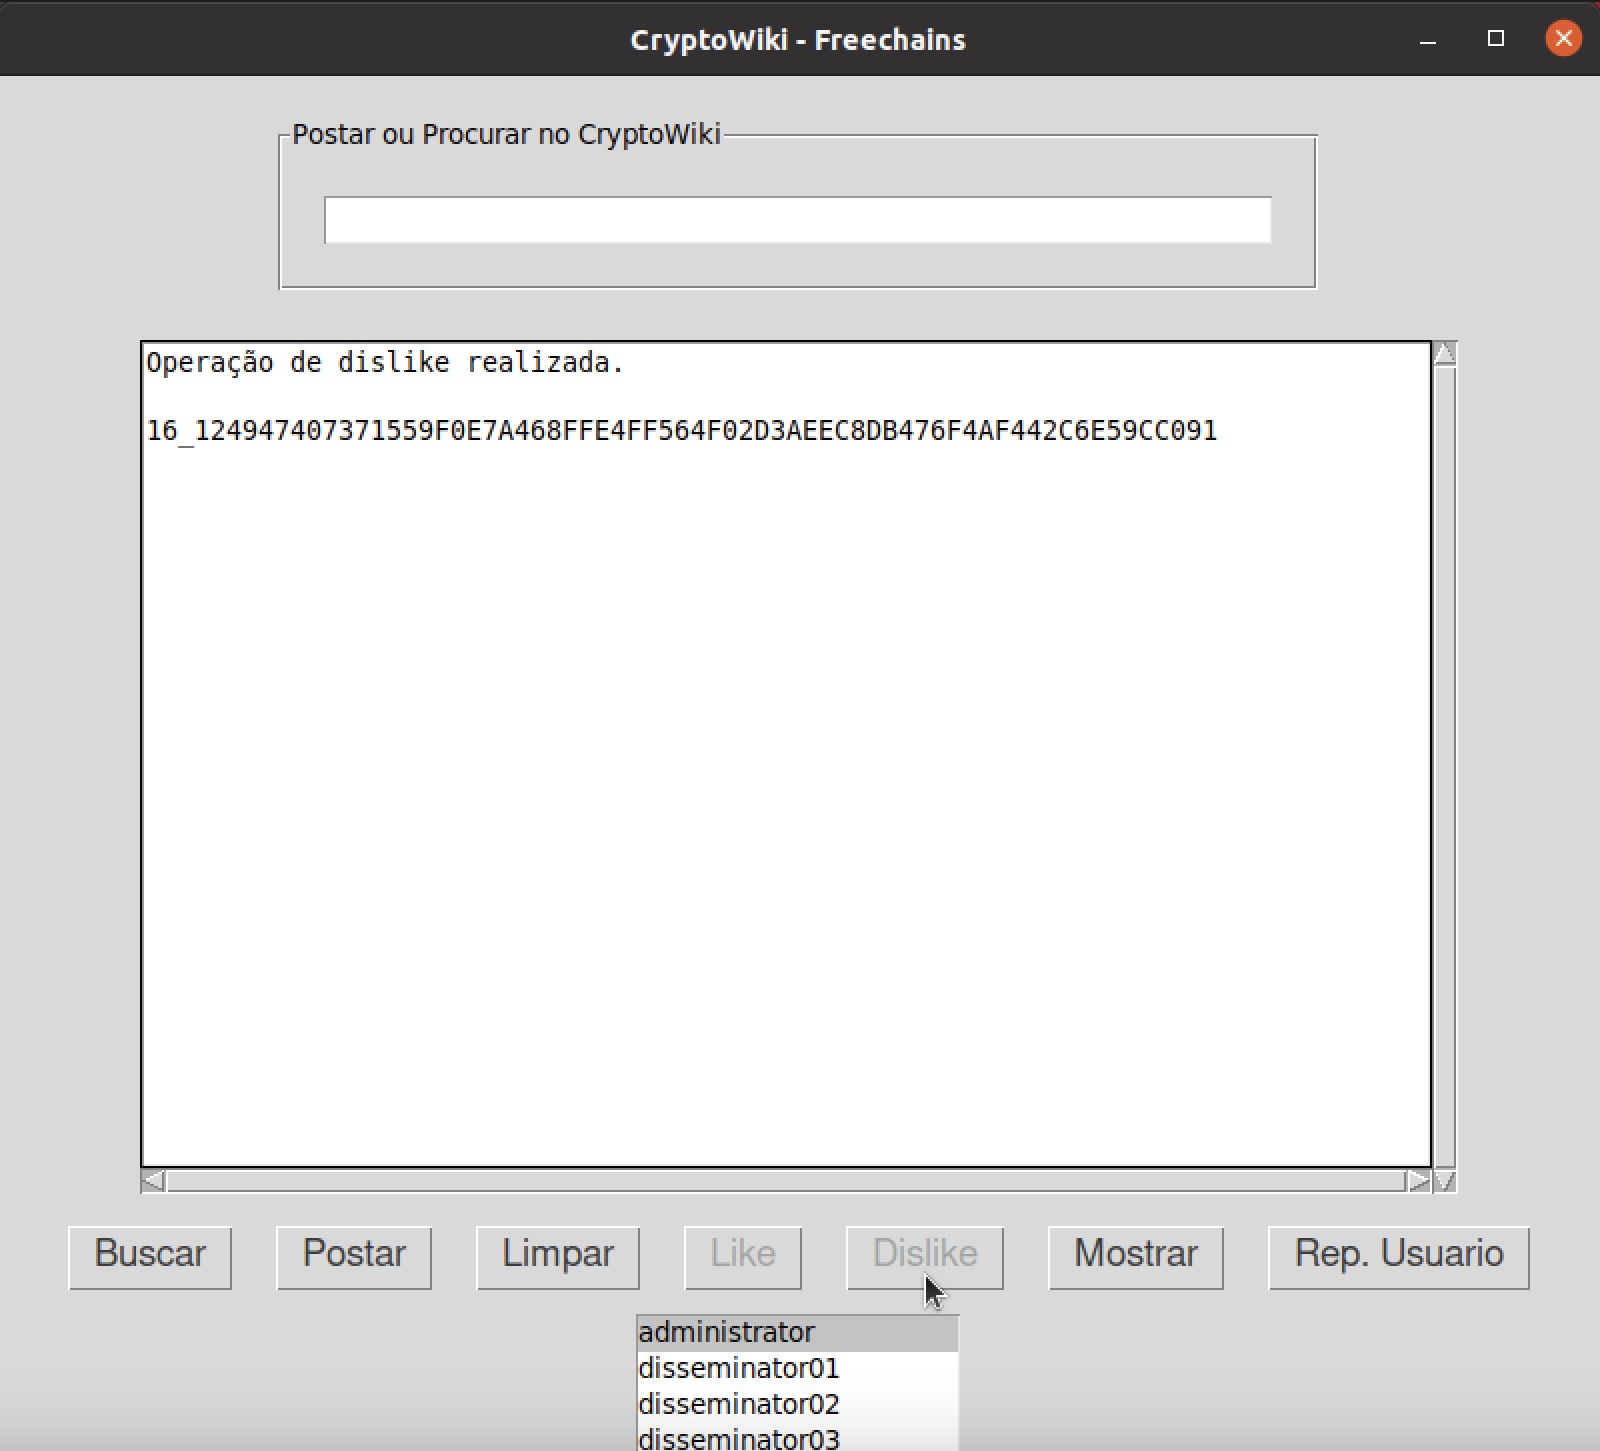 CryptoWiki - Freechains
Postar ou Procurar no CryptoWiki
Operação de dislike realizada.
16_124947407371559F0E7A468FFE4FF564F02D3AEEC8DB476F4AF442C6E59CC091
Buscar
Postar
Limpar
Like
Dislike
Mostrar
Rep. Usuario
administrator
disseminator01
disseminator02
disseminator03